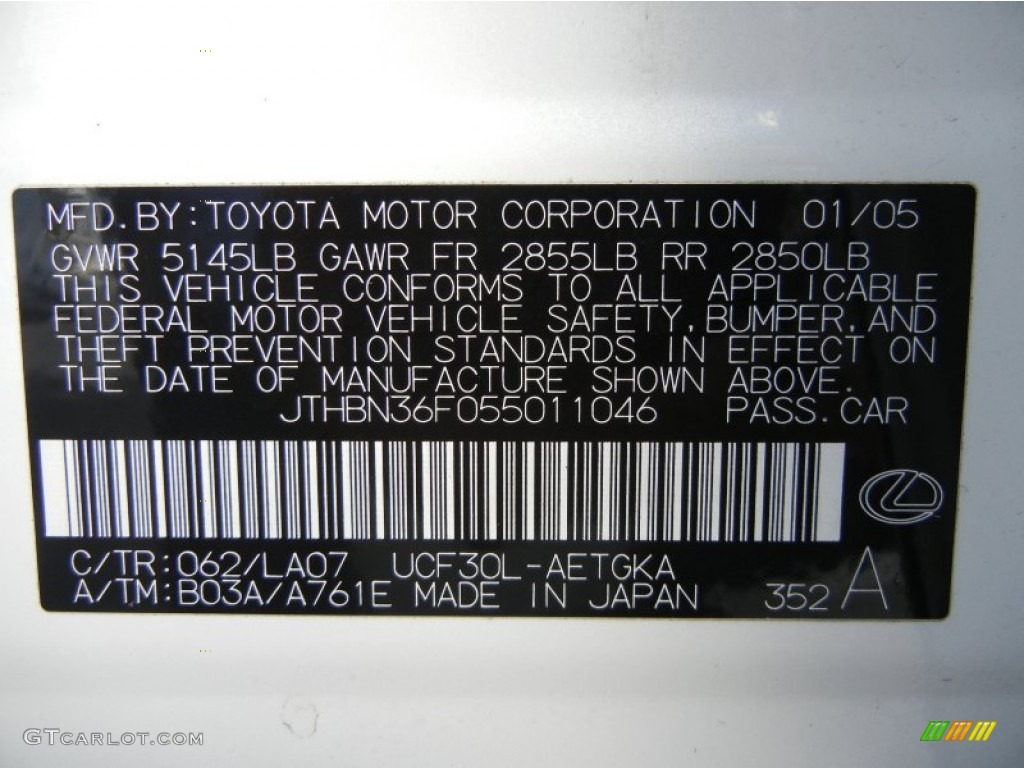 MFD.BY:TOYOTA MOTOR CORPORATION 01/05
GVWR 5145LB GAWR FR 2855LB RR 2850LB
THIS VEHICLE CONFORMS TO ALL APPLICABLE
FEDERAL MOTOR VEHICLE SAFETY,BUMPER,AND
THEFT PREVENTION STANDARDS IN EFFECT ON
THE DATE OF MANUFACTURE SHOWN ABOVE.
JTHBN36F055011046 PASS.CAR
C/TR:062/LA07 UCF30L-AETGKA
A/TM:B03A/A761E MADE IN JAPAN 352 A
GTCARLOT.COM